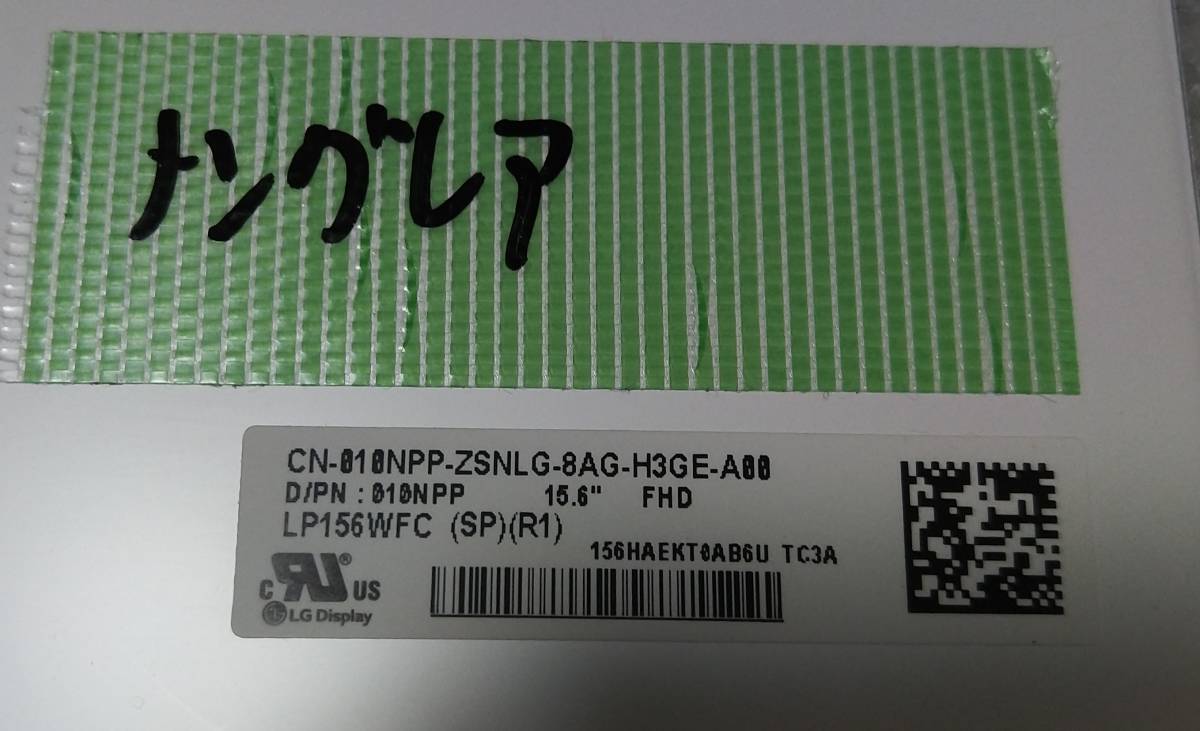 ノングレア
CN-010NPP-ZSNLG-8AG-H3GE-A00
D/PN : 010NPP 15.6" FHD
LP156WFC (SP)(R1)
156HAEKT0AB6U TC3A
c RU® US
LG Display